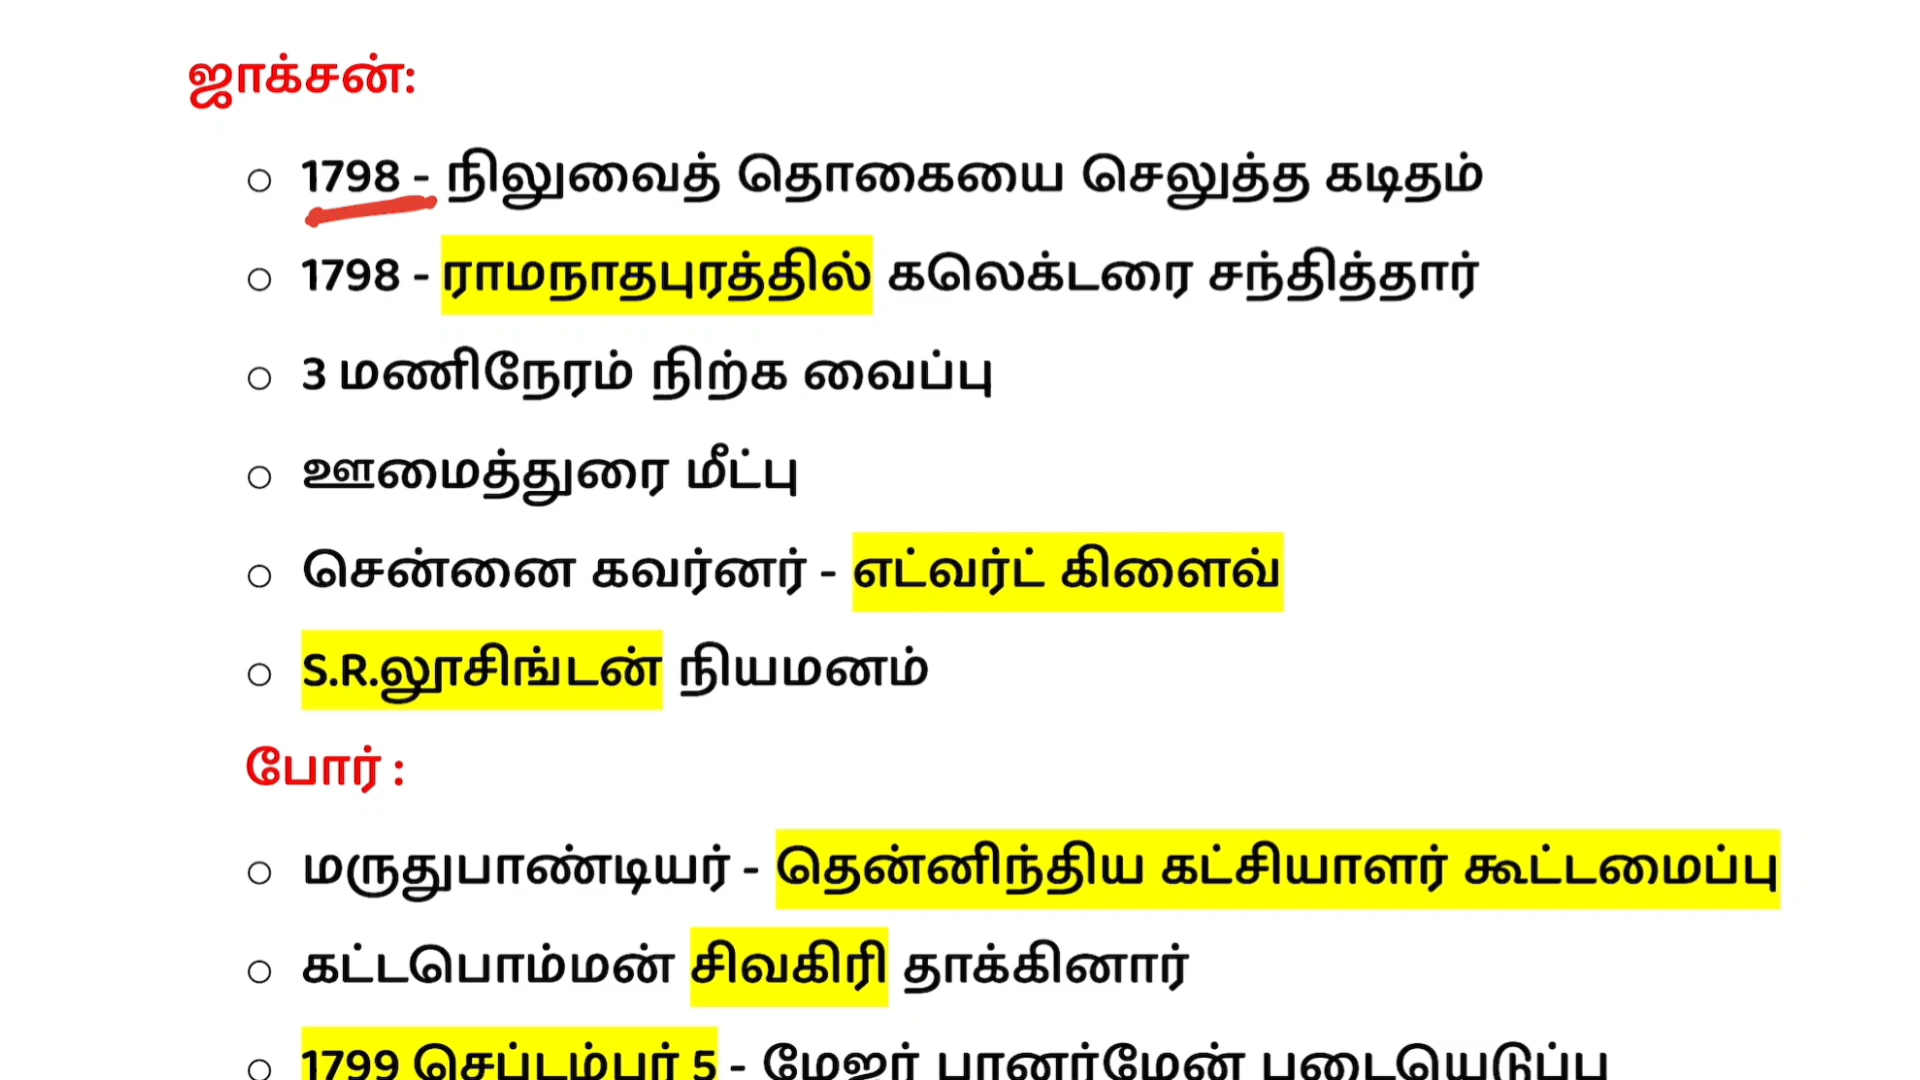 ஜாக்சன்:
○ 1798 - நிலுவைத் தொகையை செலுத்த கடிதம்
○ 1798 - ராமநாதபுரத்தில் கலெக்டரை சந்தித்தார்
○ 3 மணிநேரம் நிற்க வைப்பு
○ ஊமைத்துரை மீட்பு
○ சென்னை கவர்னர் - எட்வர்ட் கிளைவ்
○ S.R.லூசிங்டன் நியமனம்
போர் :
○ மருதுபாண்டியர் - தென்னிந்திய கட்சியாளர் கூட்டமைப்பு
○ கட்டபொம்மன் சிவகிரி தாக்கினார்
○ 1799 செப்டம்பர் 5 - மேஜர் பானர்மேன் படையெடுப்பு